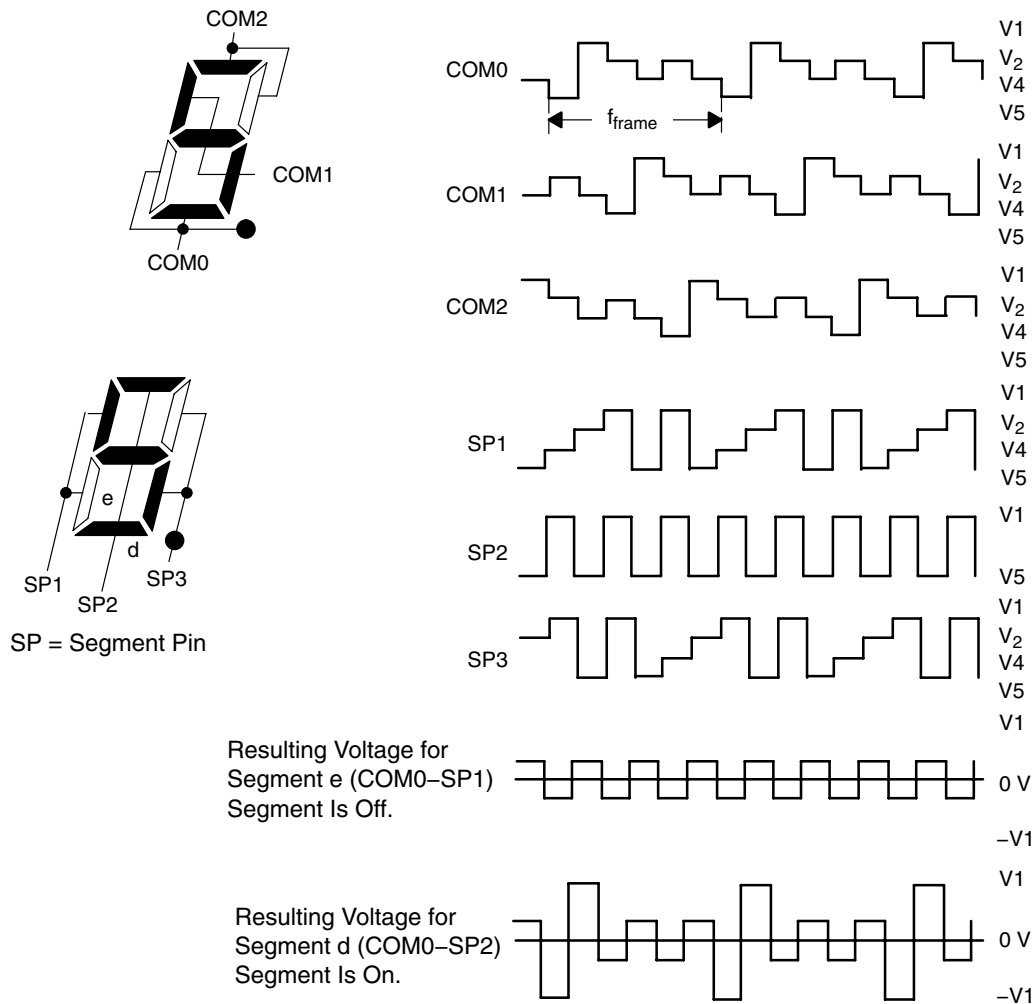 COM2
COM1
COM0
e
d
SP1
SP2
SP3
SP = Segment Pin
COM0
f_frame
V1
V2
V4
V5
COM1
V1
V2
V4
V5
COM2
V1
V2
V4
V5
SP1
V1
V2
V4
V5
SP2
V1
V5
SP3
V1
V2
V4
V5
Resulting Voltage for
Segment e (COM0–SP1)
Segment Is Off.
V1
0 V
–V1
Resulting Voltage for
Segment d (COM0–SP2)
Segment Is On.
V1
0 V
–V1